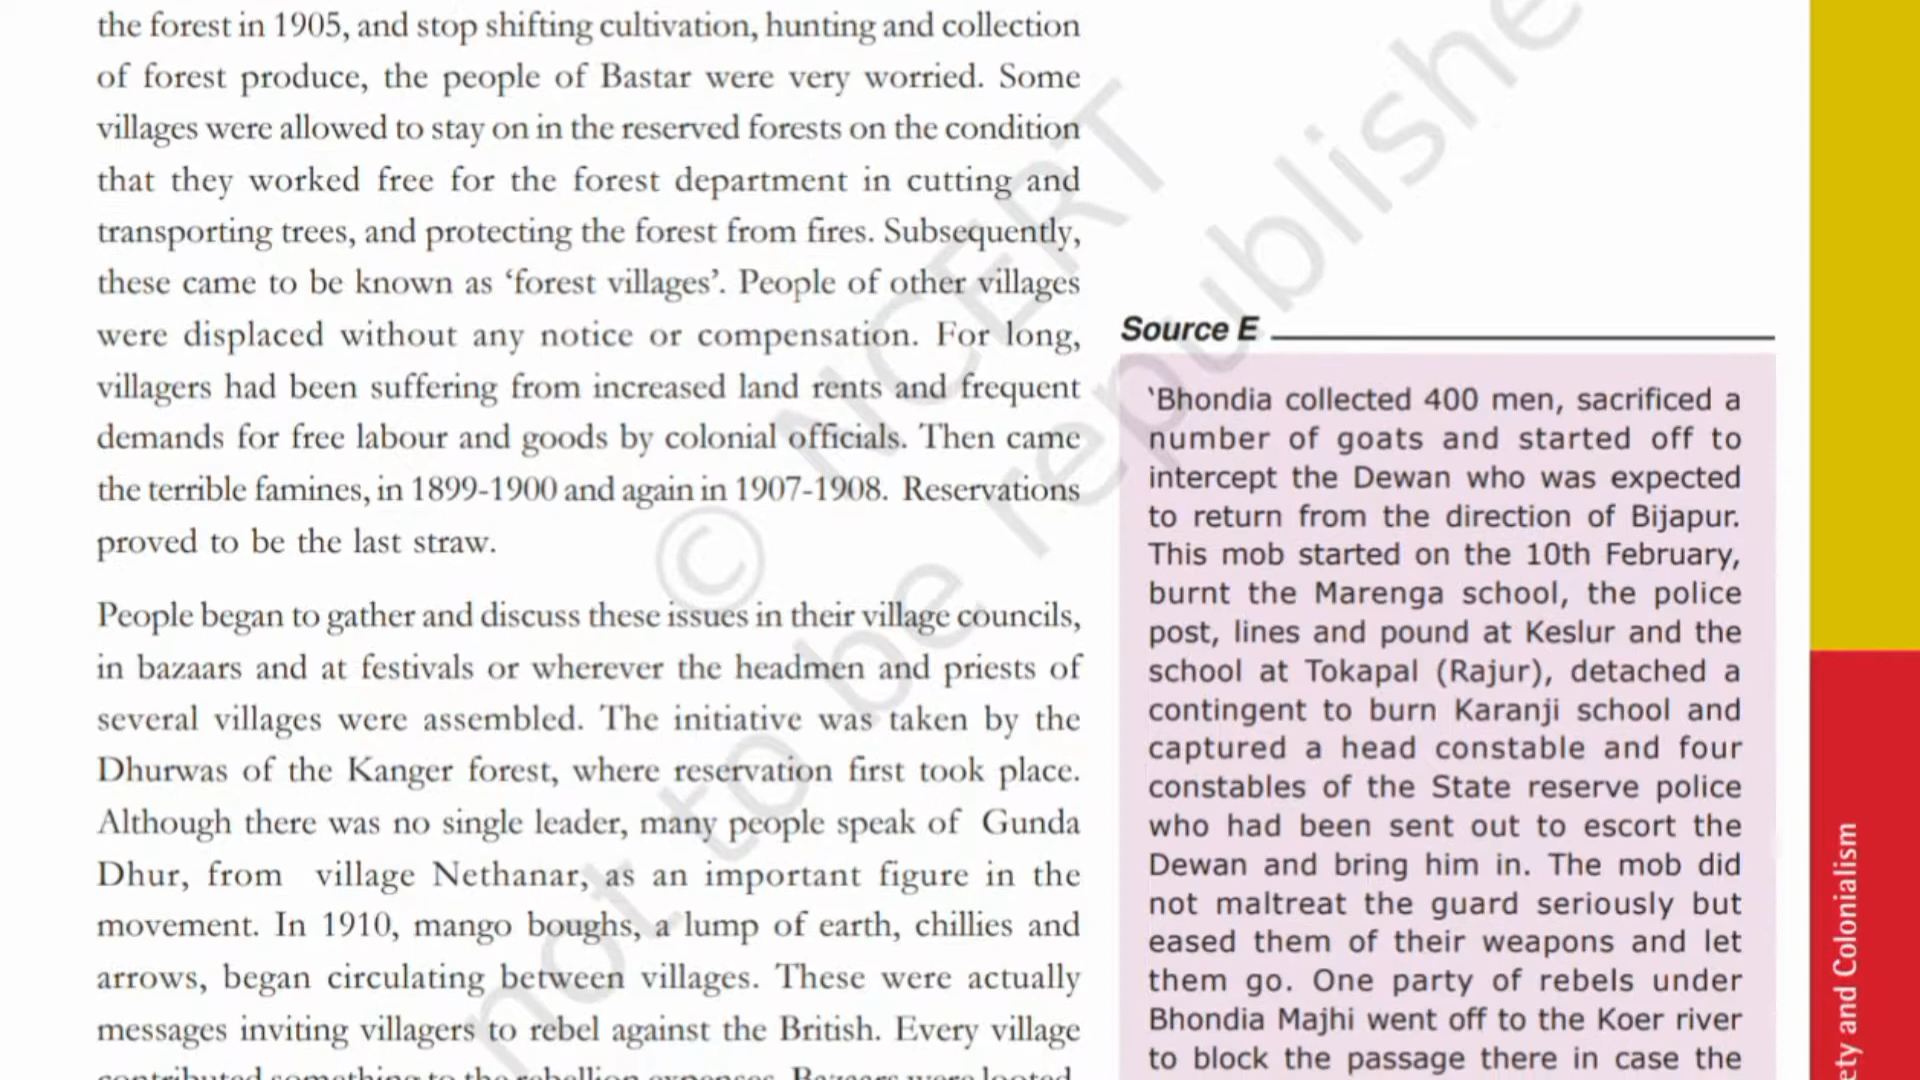 the forest in 1905, and stop shifting cultivation, hunting and collection
of forest produce, the people of Bastar were very worried. Some
villages were allowed to stay on in the reserved forests on the condition
that they worked free for the forest department in cutting and
transporting trees, and protecting the forest from fires. Subsequently,
these came to be known as ‘forest villages’. People of other villages
were displaced without any notice or compensation. For long,
villagers had been suffering from increased land rents and frequent
demands for free labour and goods by colonial officials. Then came
the terrible famines, in 1899-1900 and again in 1907-1908. Reservations
proved to be the last straw.
People began to gather and discuss these issues in their village councils,
in bazaars and at festivals or wherever the headmen and priests of
several villages were assembled. The initiative was taken by the
Dhurwas of the Kanger forest, where reservation first took place.
Although there was no single leader, many people speak of Gunda
Dhur, from village Nethanar, as an important figure in the
movement. In 1910, mango boughs, a lump of earth, chillies and
arrows, began circulating between villages. These were actually
messages inviting villagers to rebel against the British. Every village
contributed something to the rebellion expenses. Bazaars were looted,
Source E
‘Bhondia collected 400 men, sacrificed a
number of goats and started off to
intercept the Dewan who was expected
to return from the direction of Bijapur.
This mob started on the 10th February,
burnt the Marenga school, the police
post, lines and pound at Keslur and the
school at Tokapal (Rajur), detached a
contingent to burn Karanji school and
captured a head constable and four
constables of the State reserve police
who had been sent out to escort the
Dewan and bring him in. The mob did
not maltreat the guard seriously but
eased them of their weapons and let
them go. One party of rebels under
Bhondia Majhi went off to the Koer river
to block the passage there in case the
ety and Colonialism
© NCERT
not to be republishe